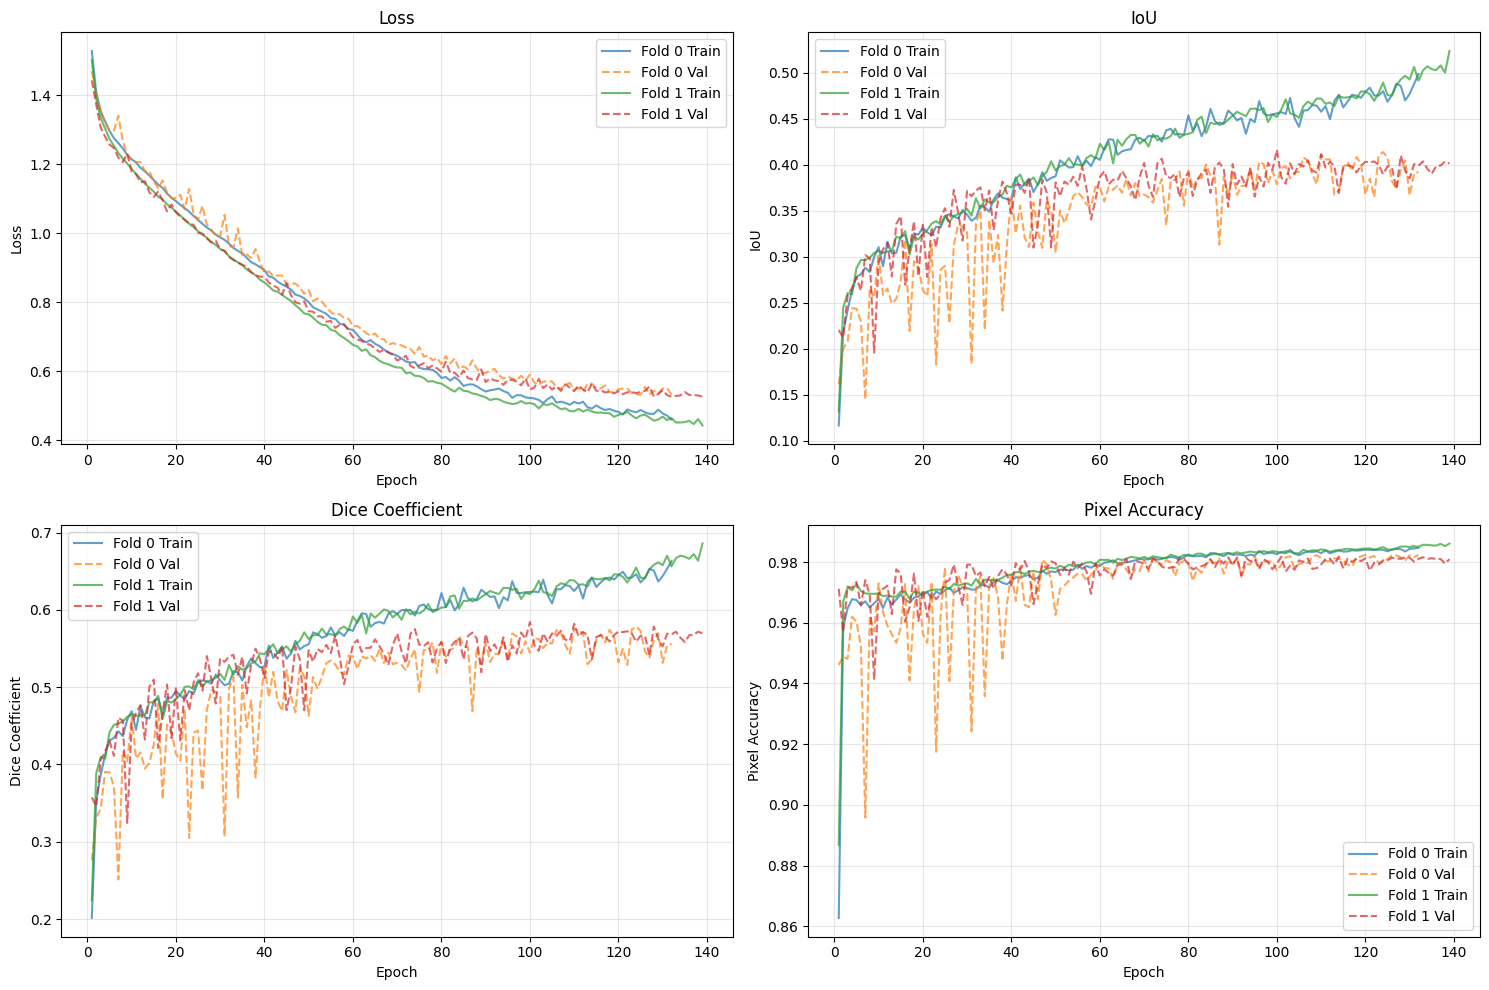 Loss
Loss
1.4
1.2
1.0
0.8
0.6
0.4
0 20 40 60 80 100 120 140
Epoch
Fold 0 Train
Fold 0 Val
Fold 1 Train
Fold 1 Val
IoU
IoU
0.50
0.45
0.40
0.35
0.30
0.25
0.20
0.15
0.10
0 20 40 60 80 100 120 140
Epoch
Fold 0 Train
Fold 0 Val
Fold 1 Train
Fold 1 Val
Dice Coefficient
Dice Coefficient
0.7
0.6
0.5
0.4
0.3
0.2
0 20 40 60 80 100 120 140
Epoch
Fold 0 Train
Fold 0 Val
Fold 1 Train
Fold 1 Val
Pixel Accuracy
Pixel Accuracy
0.98
0.96
0.94
0.92
0.90
0.88
0.86
0 20 40 60 80 100 120 140
Epoch
Fold 0 Train
Fold 0 Val
Fold 1 Train
Fold 1 Val